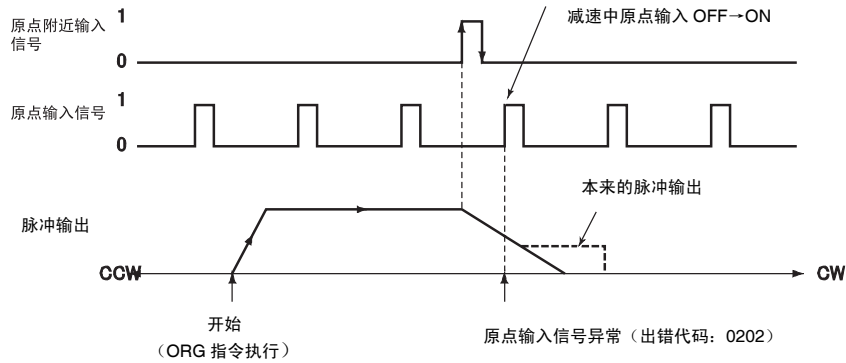 原点附近输入
信号
1
0
减速中原点输入 OFF→ON
原点输入信号
1
0
本来的脉冲输出
脉冲输出
CCW
CW
开始
（ORG 指令执行）
原点输入信号异常（出错代码：0202）